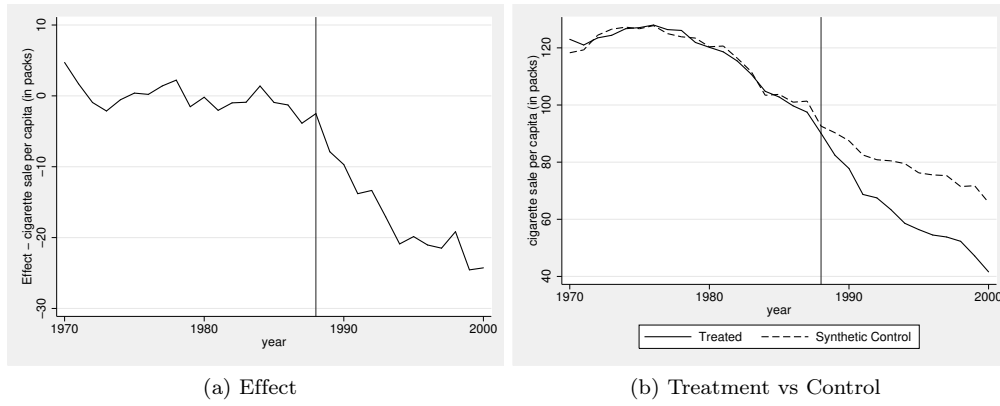 Effect − cigarette sale per capita (in packs)
10
0
−10
−20
−30
1970
1980
1990
2000
year
(a) Effect
cigarette sale per capita (in packs)
120
100
80
60
40
1970
1980
1990
2000
year
Treated
Synthetic Control
(b) Treatment vs Control